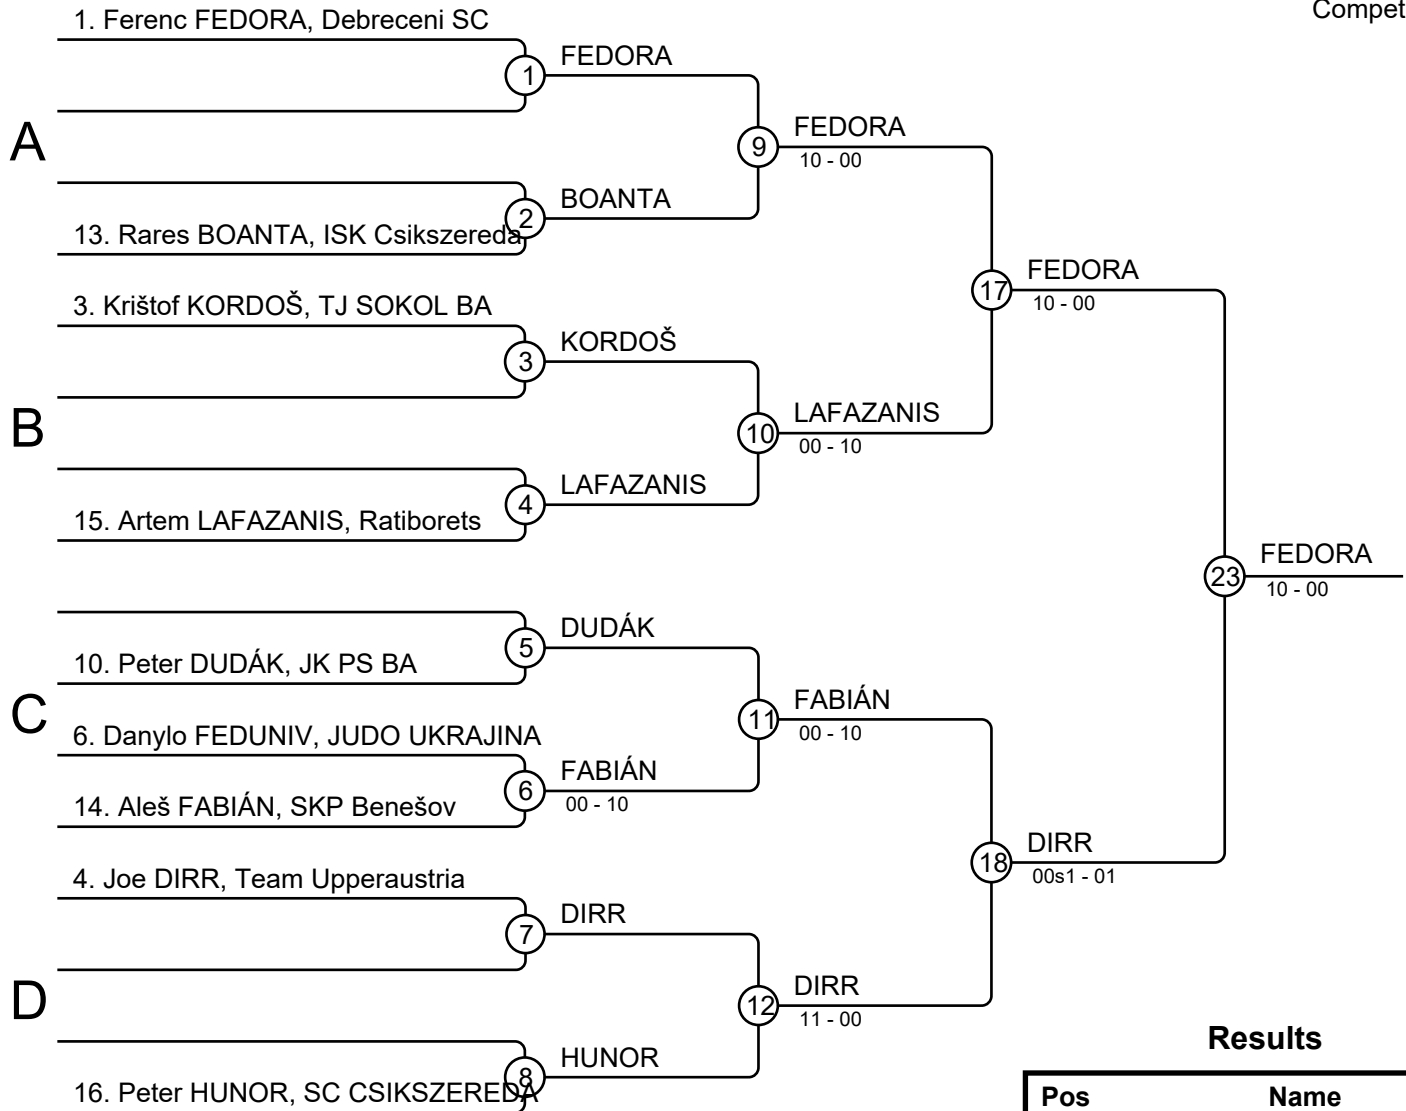 Compet
1. Ferenc FEDORA, Debreceni SC
1
FEDORA
A
9
FEDORA
10 - 00
13. Rares BOANTA, ISK Csikszereda
2
BOANTA
17
FEDORA
10 - 00
3. Krištof KORDOŠ, TJ SOKOL BA
3
KORDOŠ
B
10
LAFAZANIS
00 - 10
15. Artem LAFAZANIS, Ratiborets
4
LAFAZANIS
23
FEDORA
10 - 00
10. Peter DUDÁK, JK PS BA
5
DUDÁK
C
11
FABIÁN
00 - 10
6. Danylo FEDUNIV, JUDO UKRAJINA
14. Aleš FABIÁN, SKP Benešov
6
FABIÁN
00 - 10
18
DIRR
00s1 - 01
4. Joe DIRR, Team Upperaustria
7
DIRR
D
12
DIRR
11 - 00
16. Peter HUNOR, SC CSIKSZEREDA
8
HUNOR
Results
Pos Name